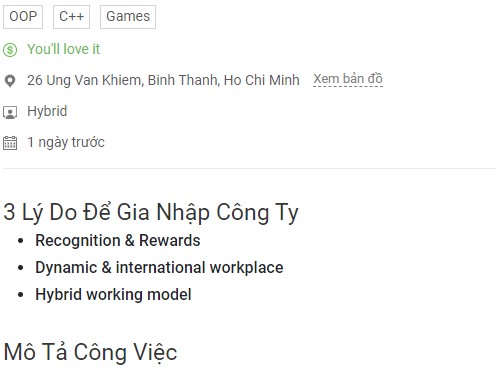 OOP C++ Games
You'll love it
26 Ung Van Khiem, Binh Thanh, Ho Chi Minh Xem bản đồ
Hybrid
1 ngày trước
3 Lý Do Để Gia Nhập Công Ty
• Recognition & Rewards
• Dynamic & international workplace
• Hybrid working model
Mô Tả Công Việc